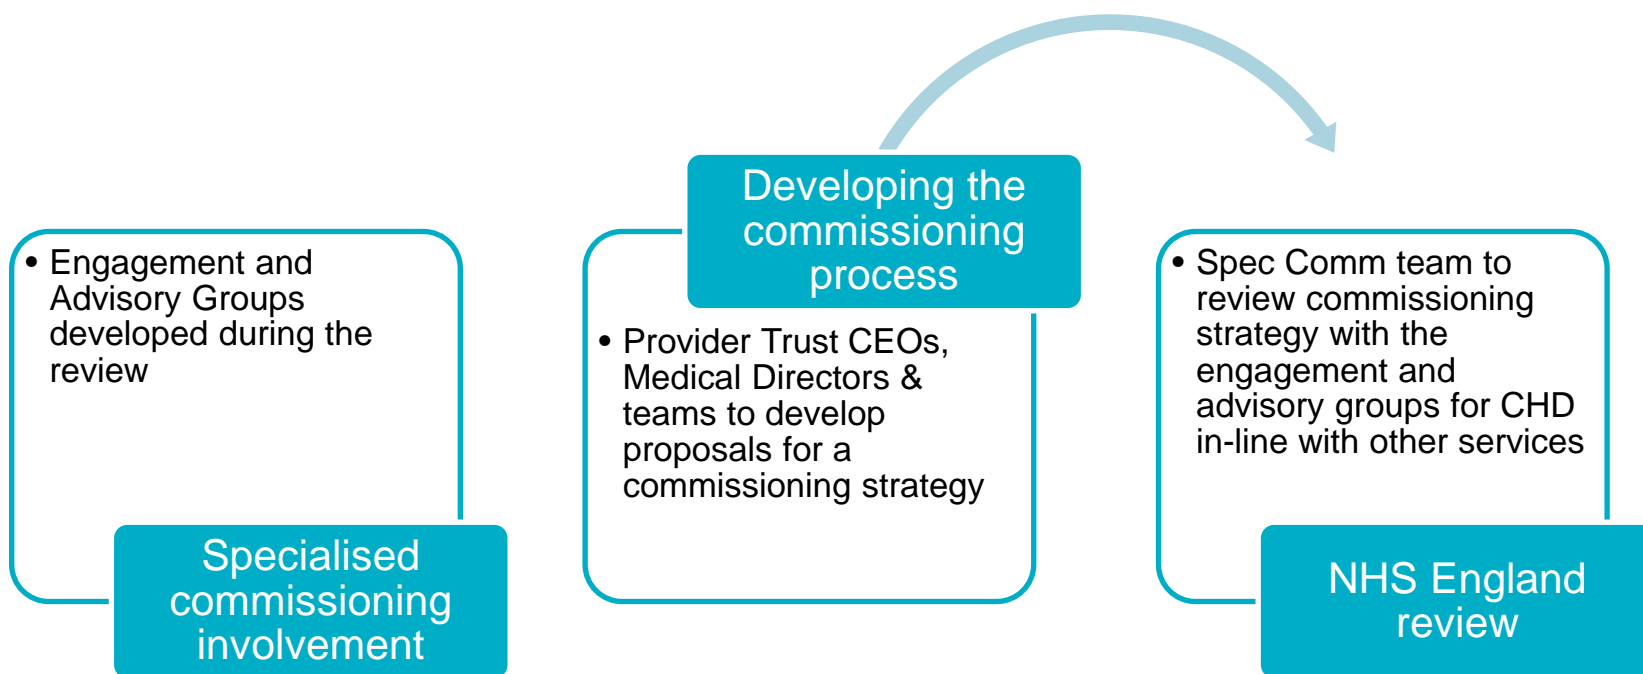 • Engagement and
Advisory Groups
developed during the
review
Specialised
commissioning
involvement
Developing the
commissioning
process
• Provider Trust CEOs,
Medical Directors &
teams to develop
proposals for a
commissioning strategy
• Spec Comm team to
review commissioning
strategy with the
engagement and
advisory groups for CHD
in-line with other services
NHS England
review